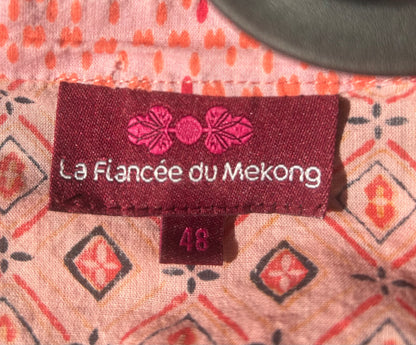 La Fiancée du Mekong
48